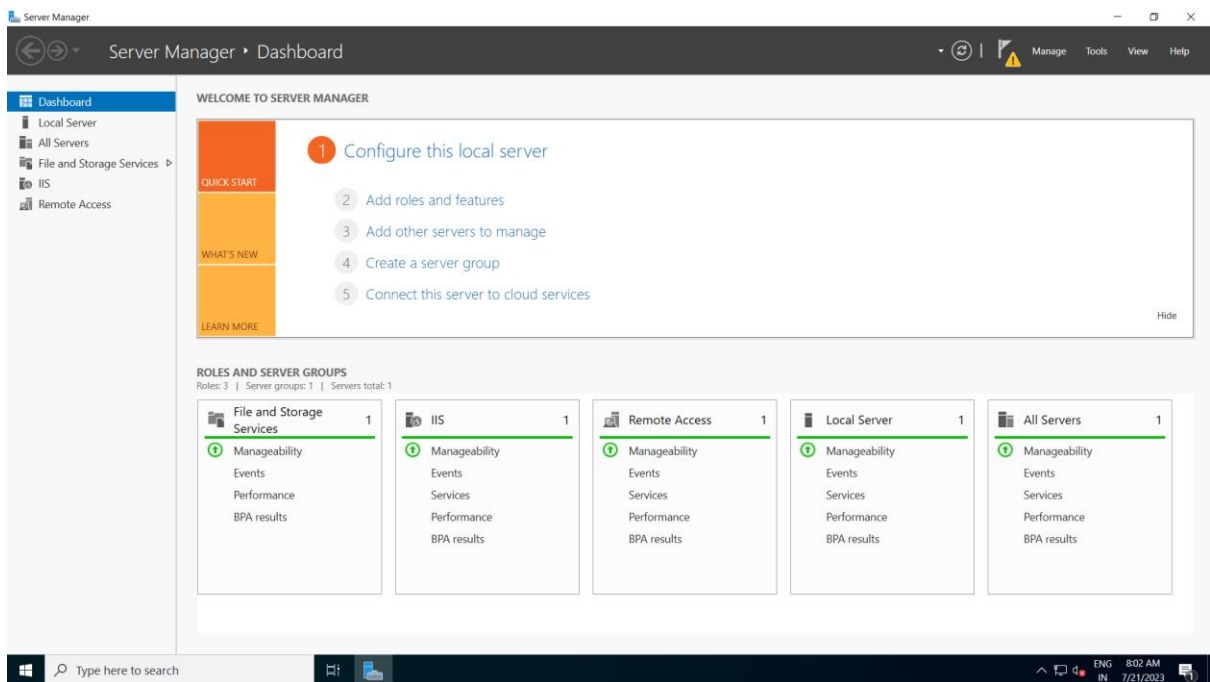 Server Manager
Server Manager ‣ Dashboard
Manage Tools View Help
Dashboard
Local Server
All Servers
File and Storage Services
IIS
Remote Access
WELCOME TO SERVER MANAGER
QUICK START
WHAT'S NEW
LEARN MORE
1 Configure this local server
2 Add roles and features
3 Add other servers to manage
4 Create a server group
5 Connect this server to cloud services
Hide
ROLES AND SERVER GROUPS
Roles: 3 | Server groups: 1 | Servers total: 1
File and Storage
Services
1
Manageability
Events
Performance
BPA results
IIS 1
Manageability
Events
Services
Performance
BPA results
Remote Access 1
Manageability
Events
Services
Performance
BPA results
Local Server 1
Manageability
Events
Services
Performance
BPA results
All Servers 1
Manageability
Events
Services
Performance
BPA results
Type here to search
ENG
IN
8:02 AM
7/21/2023
1